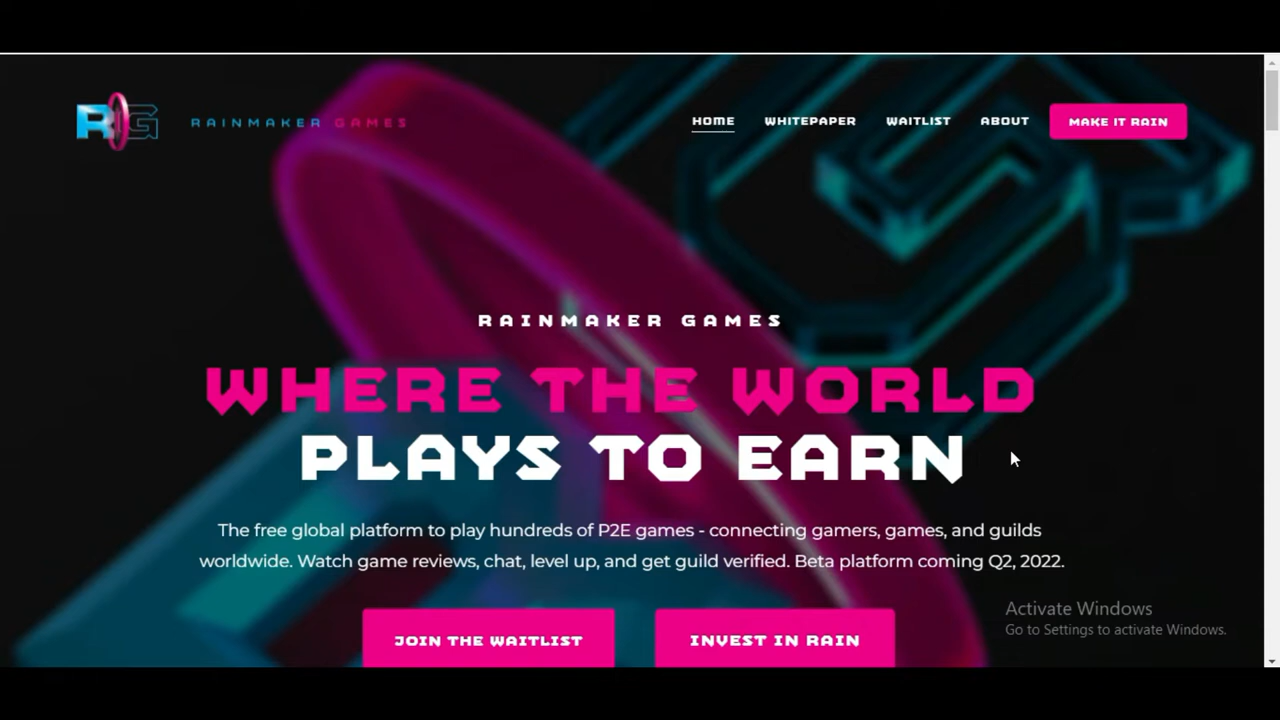 RIG RAINMAKER GAMES HOME WHITEPAPER WAITLIST ABOUT MAKE IT RAIN
RAINMAKER GAMES
WHERE THE WORLD
PLAYS TO EARN
The free global platform to play hundreds of P2E games - connecting gamers, games, and guilds
worldwide. Watch game reviews, chat, level up, and get guild verified. Beta platform coming Q2, 2022.
JOIN THE WAITLIST INVEST IN RAIN
Activate Windows
Go to Settings to activate Windows.